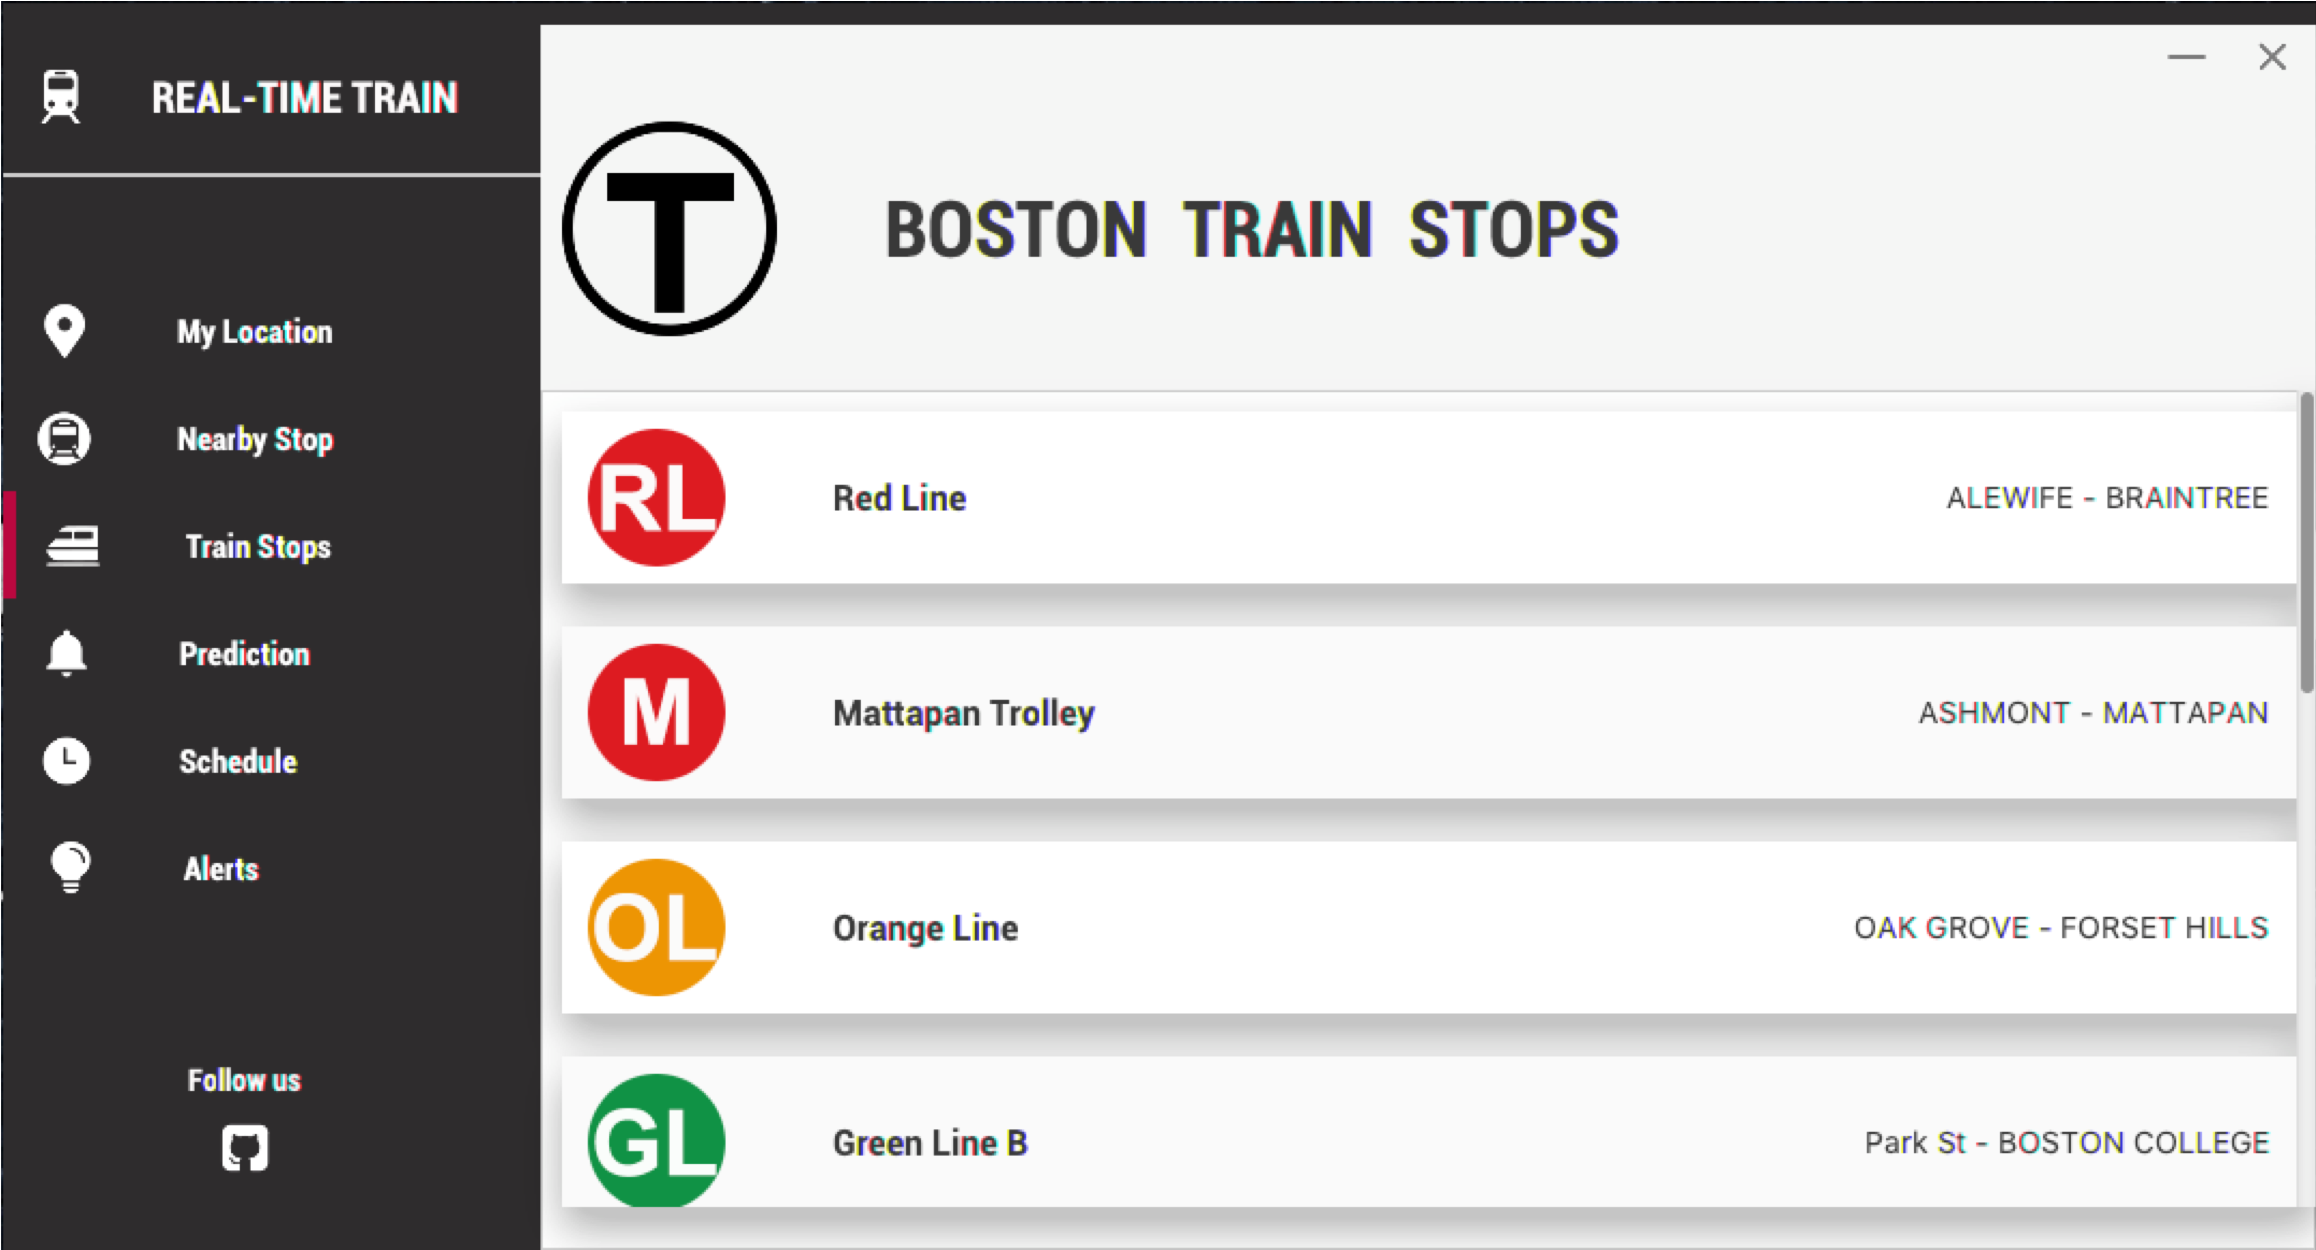 REAL-TIME TRAIN
My Location
Nearby Stop
Train Stops
Prediction
Schedule
Alerts
Follow us
T
BOSTON TRAIN STOPS
RL Red Line ALEWIFE - BRAINTREE
M Mattapan Trolley ASHMONT - MATTAPAN
OL Orange Line OAK GROVE - FORSET HILLS
GL Green Line B Park St - BOSTON COLLEGE